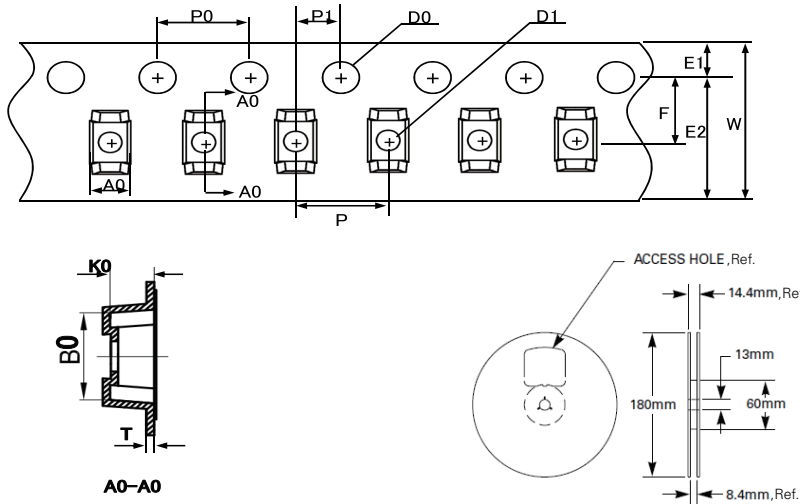 P0
P1
D0
D1
E1
A0
F
E2
W
A0
A0
P
K0
ACCESS HOLE,Ref.
14.4mm,Re
B0
13mm
180mm
60mm
T
A0-A0
8.4mm,Ref.